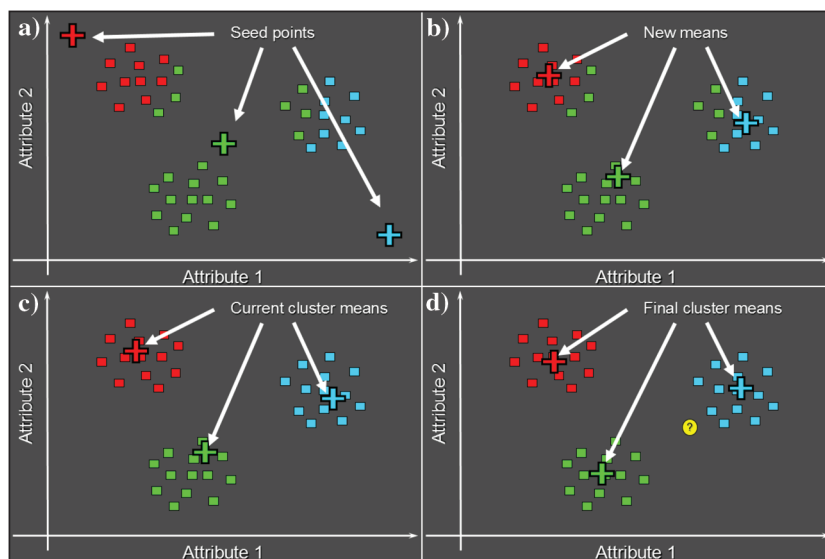 a)
Seed points
Attribute 2
Attribute 1
b)
New means
Attribute 2
Attribute 1
c)
Current cluster means
Attribute 2
Attribute 1
d)
Final cluster means
?
Attribute 2
Attribute 1